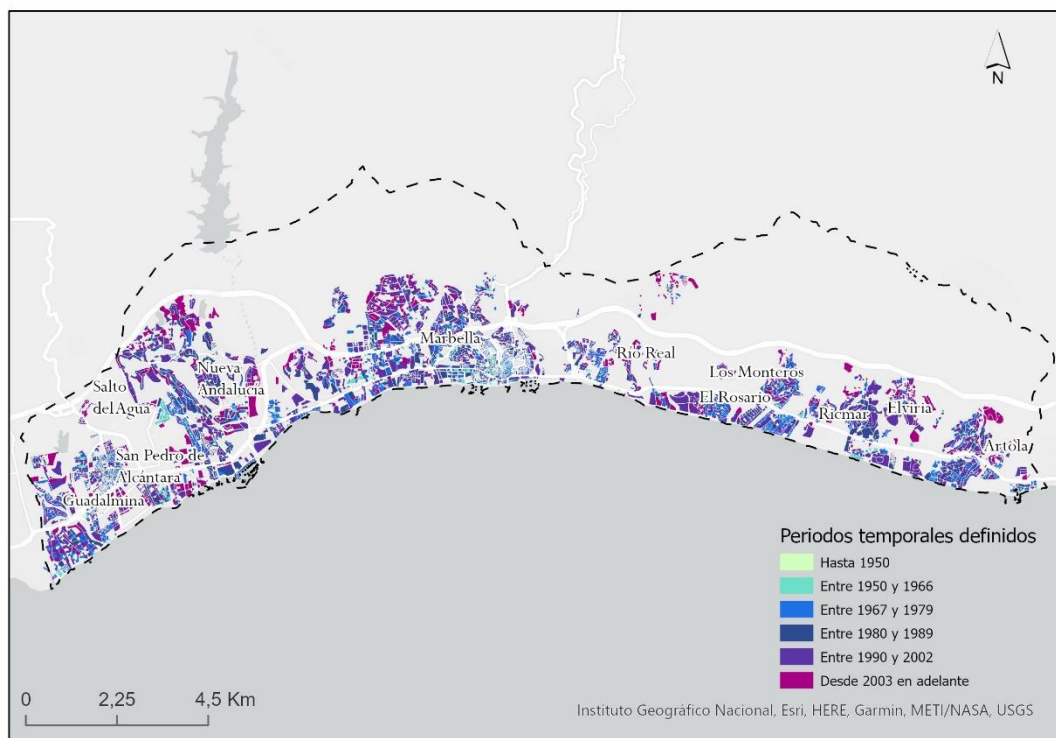 N
Marbella
Río Real
Nueva
Andalucía
Salto
del Agua
Los Monteros
El Rosario
Ricmar
Elviria
Artola
San Pedro de
Alcántara
Guadalmina
Periodos temporales definidos
Hasta 1950
Entre 1950 y 1966
Entre 1967 y 1979
Entre 1980 y 1989
Entre 1990 y 2002
Desde 2003 en adelante
0 2,25 4,5 Km
Instituto Geográfico Nacional, Esri, HERE, Garmin, METI/NASA, USGS